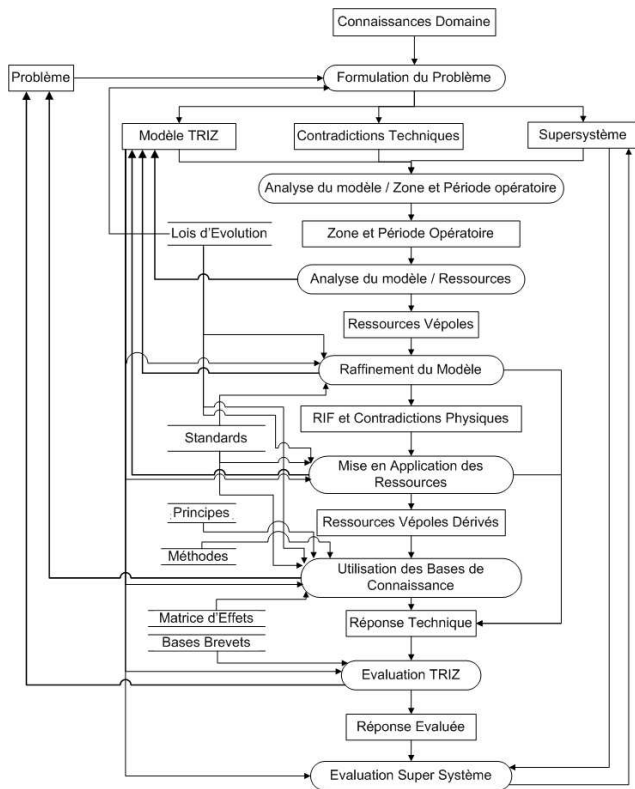 Connaissances Domaine
Problème
Formulation du Problème
Modèle TRIZ
Contradictions Techniques
Supersystème
Analyse du modèle / Zone et Période opératoire
Lois d'Evolution
Zone et Période Opératoire
Analyse du modèle / Ressources
Ressources Vépoles
Raffinement du Modèle
RIF et Contradictions Physiques
Standards
Mise en Application des
Ressources
Principes
Ressources Vépoles Dérivés
Méthodes
Utilisation des Bases de
Connaissance
Matrice d'Effets
Réponse Technique
Bases Brevets
Evaluation TRIZ
Réponse Evaluée
Evaluation Super Système